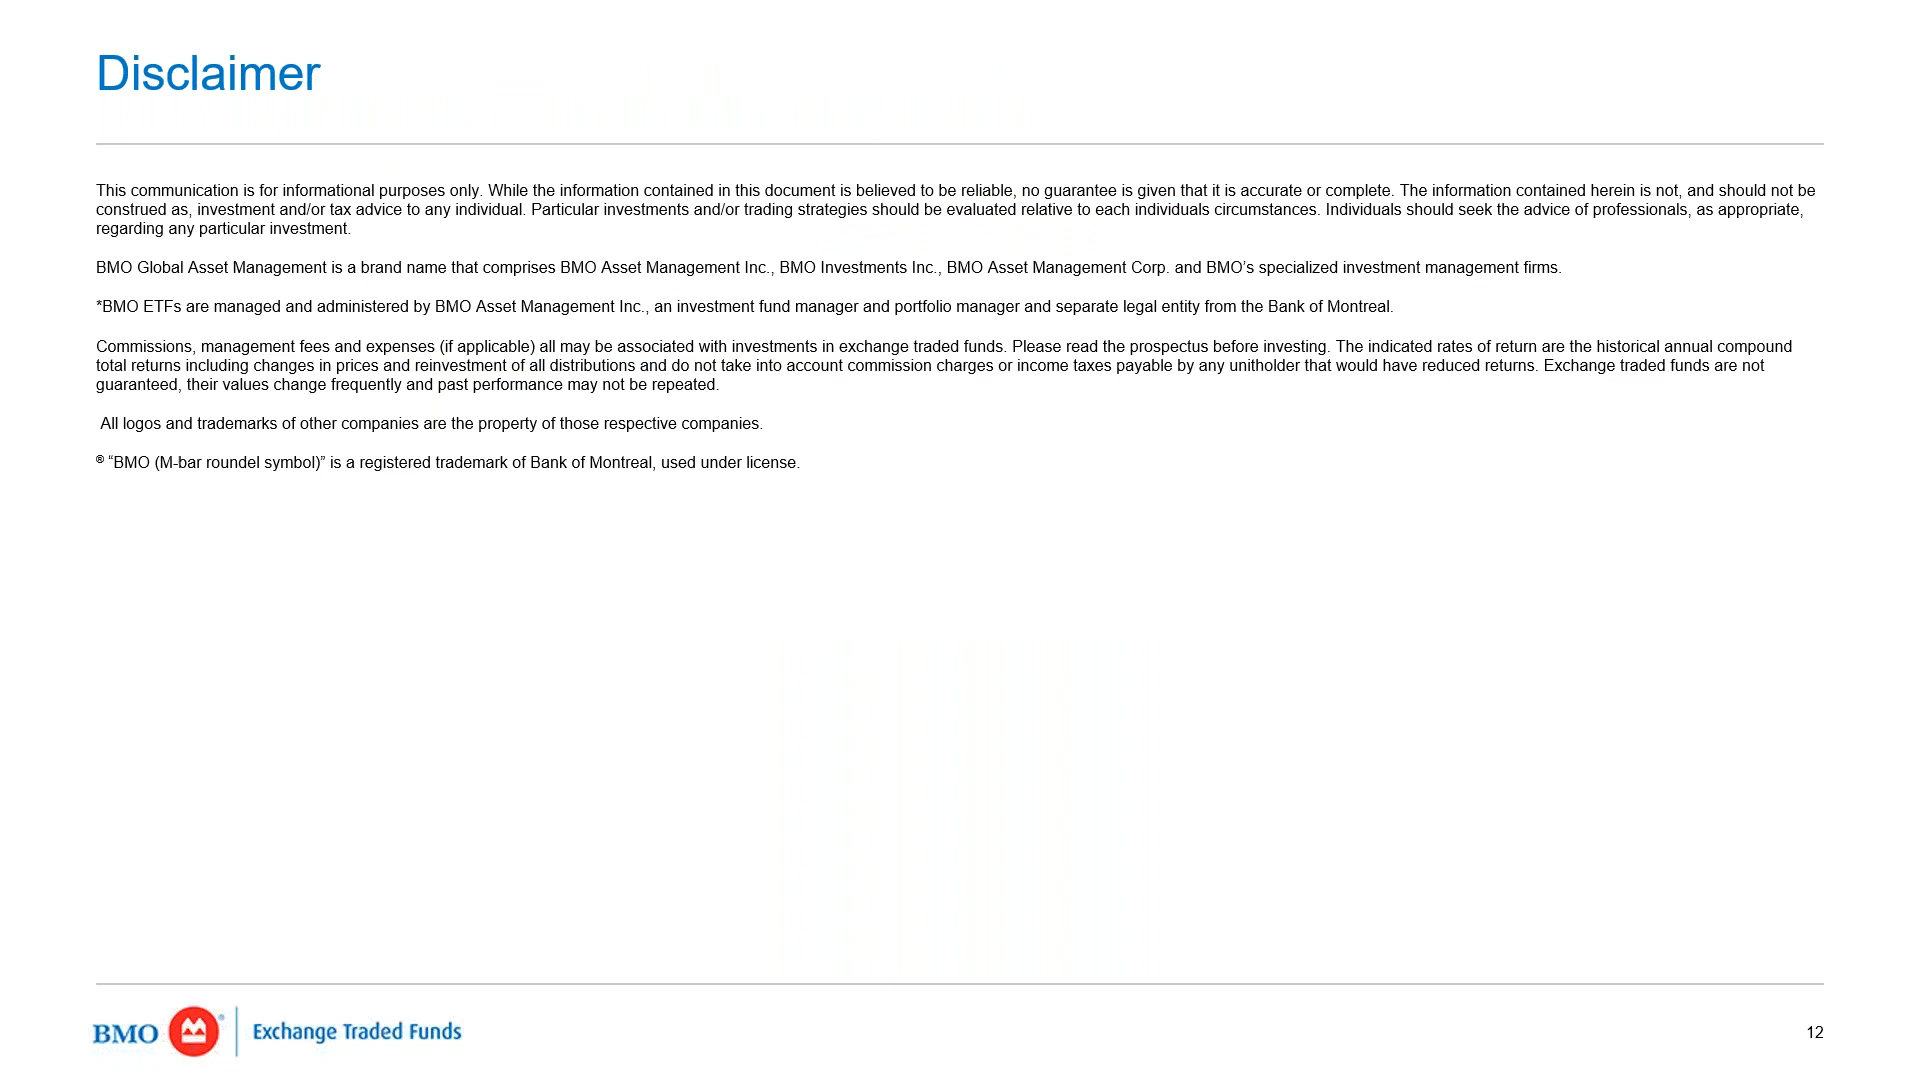 Disclaimer
This communication is for informational purposes only. While the information contained in this document is believed to be reliable, no guarantee is given that it is accurate or complete. The information contained herein is not, and should not be
construed as, investment and/or tax advice to any individual. Particular investments and/or trading strategies should be evaluated relative to each individuals circumstances. Individuals should seek the advice of professionals, as appropriate,
regarding any particular investment.
BMO Global Asset Management is a brand name that comprises BMO Asset Management Inc., BMO Investments Inc., BMO Asset Management Corp. and BMO’s specialized investment management firms.
*BMO ETFs are managed and administered by BMO Asset Management Inc., an investment fund manager and portfolio manager and separate legal entity from the Bank of Montreal.
Commissions, management fees and expenses (if applicable) all may be associated with investments in exchange traded funds. Please read the prospectus before investing. The indicated rates of return are the historical annual compound
total returns including changes in prices and reinvestment of all distributions and do not take into account commission charges or income taxes payable by any unitholder that would have reduced returns. Exchange traded funds are not
guaranteed, their values change frequently and past performance may not be repeated.
All logos and trademarks of other companies are the property of those respective companies.
® “BMO (M-bar roundel symbol)” is a registered trademark of Bank of Montreal, used under license.
BMO ® Exchange Traded Funds
12